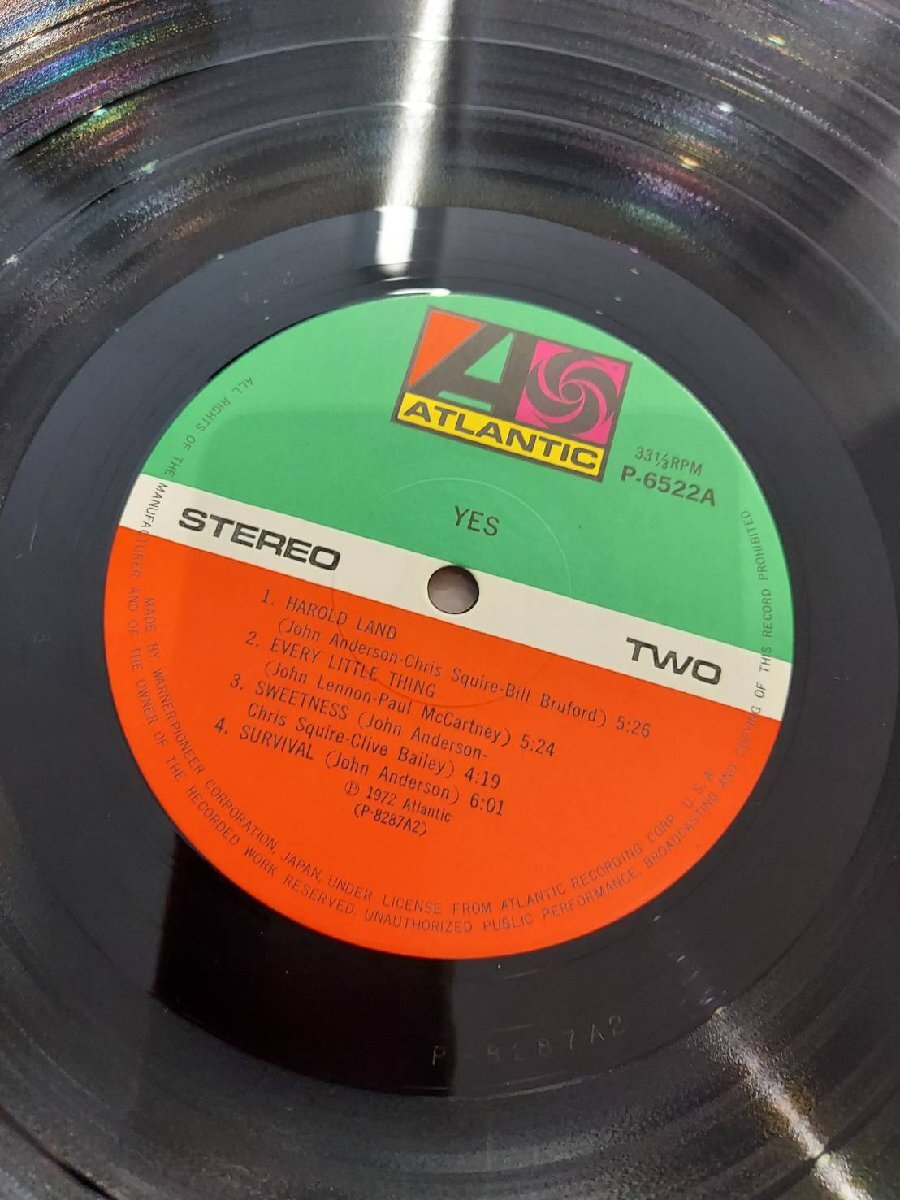 ATLANTIC
33 1/3 RPM
P-6522A
YES
STEREO
TWO
1. HAROLD LAND
(John Anderson-Chris Squire-Bill Bruford) 5:26
2. EVERY LITTLE THING
(John Lennon-Paul McCartney) 5:24
3. SWEETNESS (John Anderson-
Chris Squire-Clive Bailey) 4:19
4. SURVIVAL (John Anderson) 6:01
Ⓟ 1972 Atlantic
(P-8287A2)
MADE BY WARNER-PIONEER CORPORATION, JAPAN, UNDER LICENSE FROM ATLANTIC RECORDING CORP. U.S.A.
ALL RIGHTS OF THE MANUFACTURER AND OF THE OWNER OF THE RECORDED WORK RESERVED. UNAUTHORIZED PUBLIC PERFORMANCE, BROADCASTING AND COPYING OF THIS RECORD PROHIBITED
P-8287A2